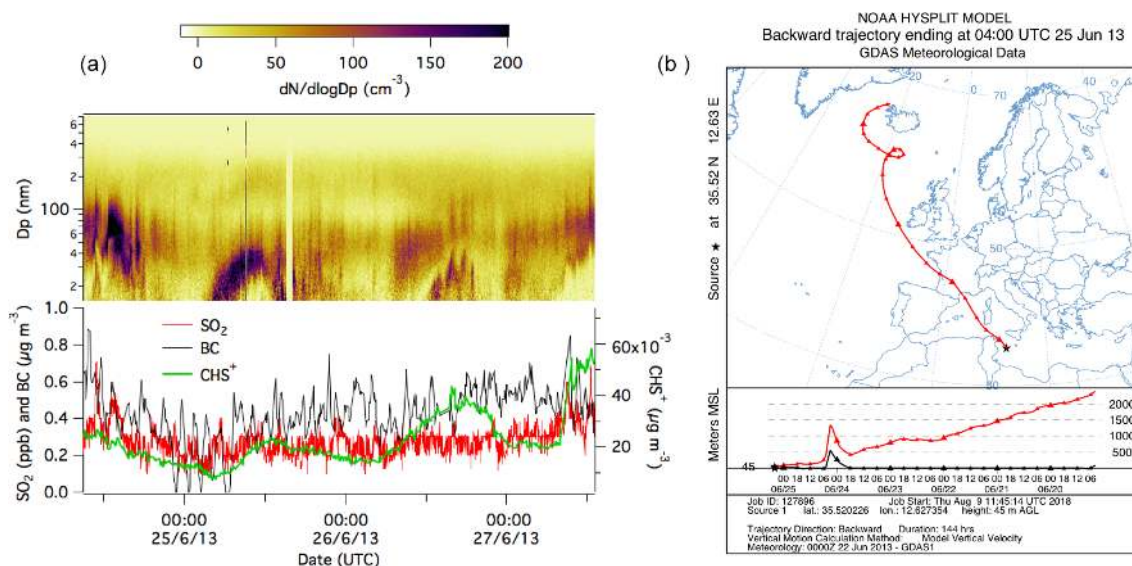 (a)
0 50 100 150 200
dN/dlogDp (cm-3)
Dp (nm)
6
4
2
100
6
4
2
SO2 (ppb) and BC (µg m-3)
1.0
0.8
0.6
0.4
0.2
0.0
SO2
BC
CHS+
60x10-3
40
20
CHS+ (µg m-3)
00:00 00:00 00:00
25/6/13 26/6/13 27/6/13
Date (UTC)
(b )
NOAA HYSPLIT MODEL
Backward trajectory ending at 04:00 UTC 25 Jun 13
GDAS Meteorological Data
Source ★ at 35.52 N 12.63 E
20 0 70 40
50
Meters MSL
2000
1500
1000
500
45
00 18 12 06 00 18 12 06 00 18 12 06 00 18 12 06 00 18 12 06 00 18 12 06
06/25 06/24 06/23 06/22 06/21 06/20
Job ID: 127896 Job Start: Thu Aug 9 11:45:14 UTC 2018
Source 1 lat.: 35.520226 lon.: 12.627354 height: 45 m AGL
Trajectory Direction: Backward Duration: 144 hrs
Vertical Motion Calculation Method: Model Vertical Velocity
Meteorology: 0000Z 22 Jun 2013 - GDAS1